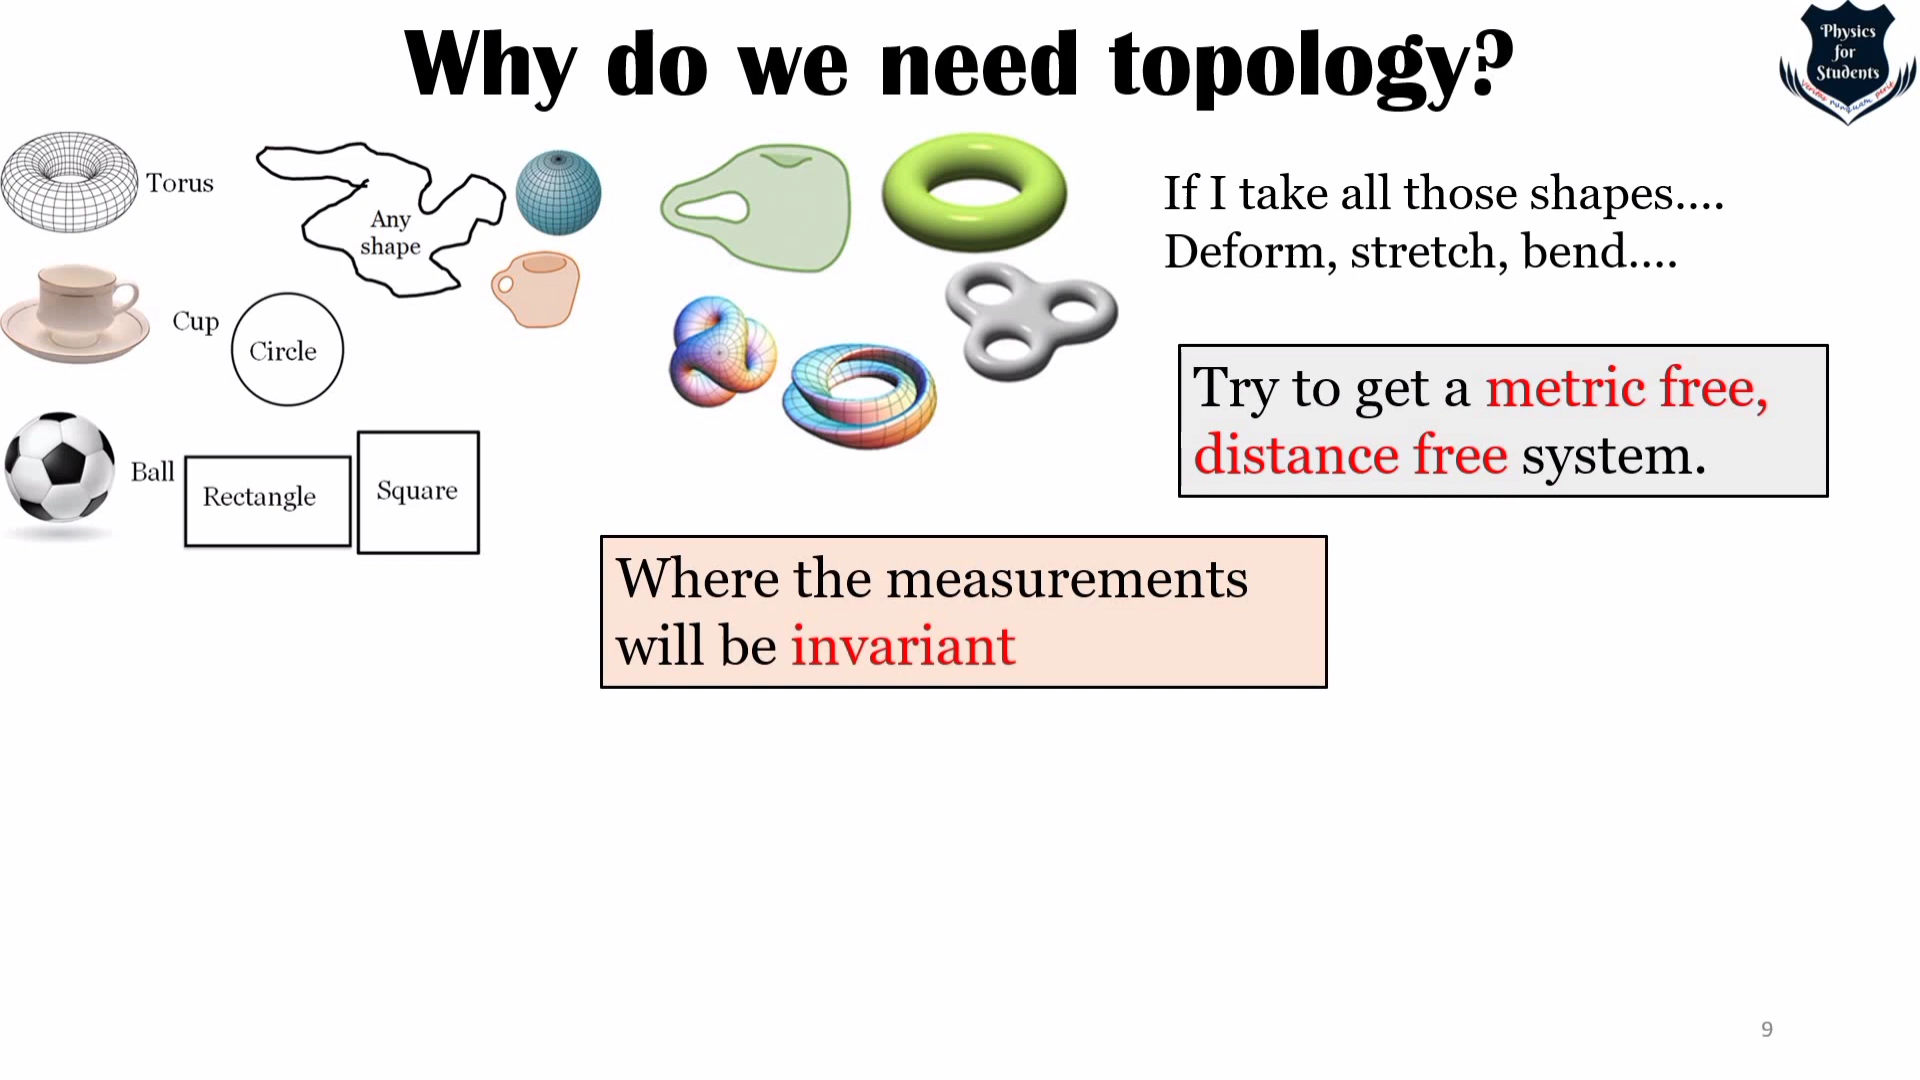 Why do we need topology?
Physics
for
Students
Torus
Any
shape
Cup
Circle
Ball
Rectangle
Square
If I take all those shapes....
Deform, stretch, bend....
Try to get a metric free,
distance free system.
Where the measurements
will be invariant
9